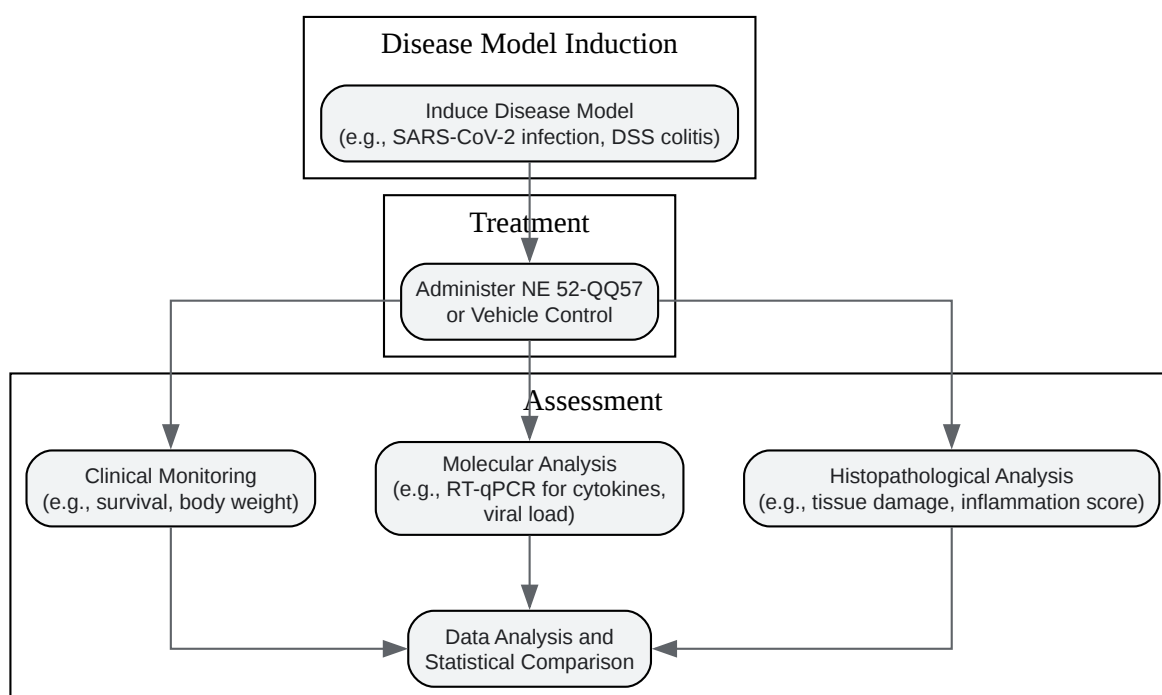 Disease Model Induction
Induce Disease Model
(e.g., SARS-CoV-2 infection, DSS colitis)
Treatment
Administer NE 52-QQ57
or Vehicle Control
Assessment
Clinical Monitoring
(e.g., survival, body weight)
Molecular Analysis
(e.g., RT-qPCR for cytokines,
viral load)
Histopathological Analysis
(e.g., tissue damage, inflammation score)
Data Analysis and
Statistical Comparison